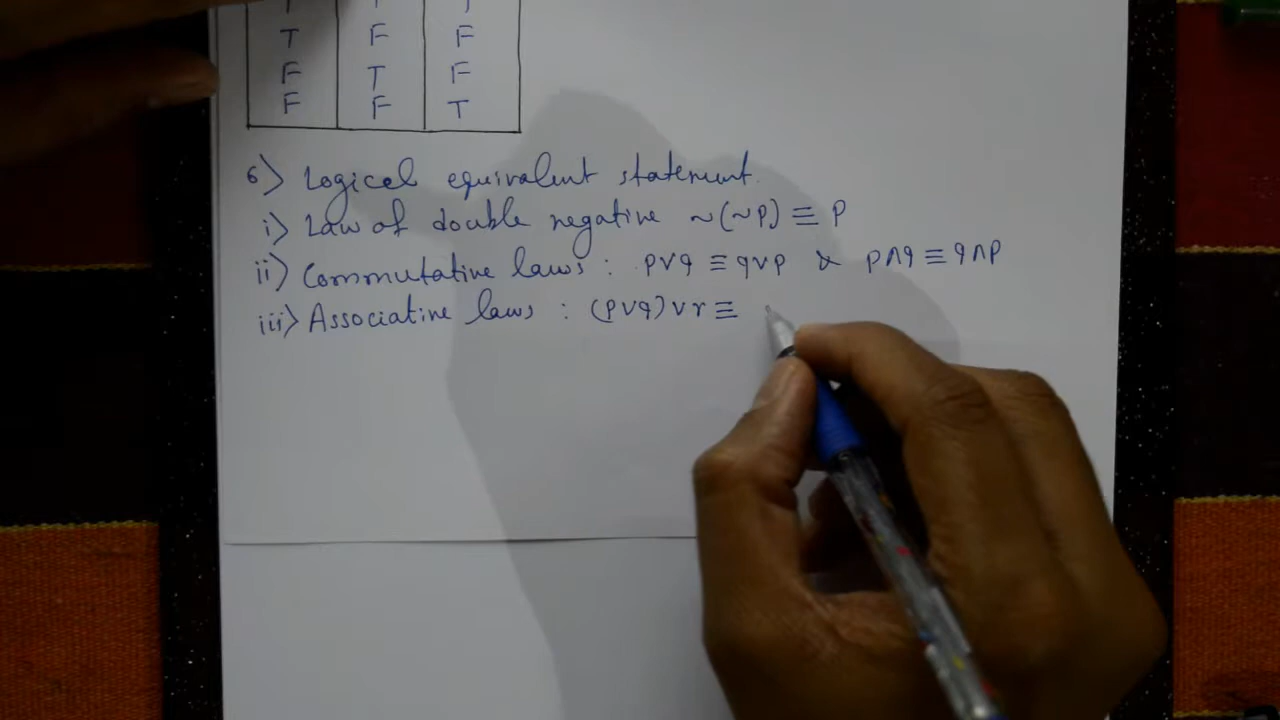 T F F
F T F
F F T
6) Logical equivalent statement.
i) Law of double negative ~(~p) ≡ p
ii) Commutative laws : p∨q ≡ q∨p & p∧q ≡ q∧p
iii) Associative laws : (p∨q)∨r ≡